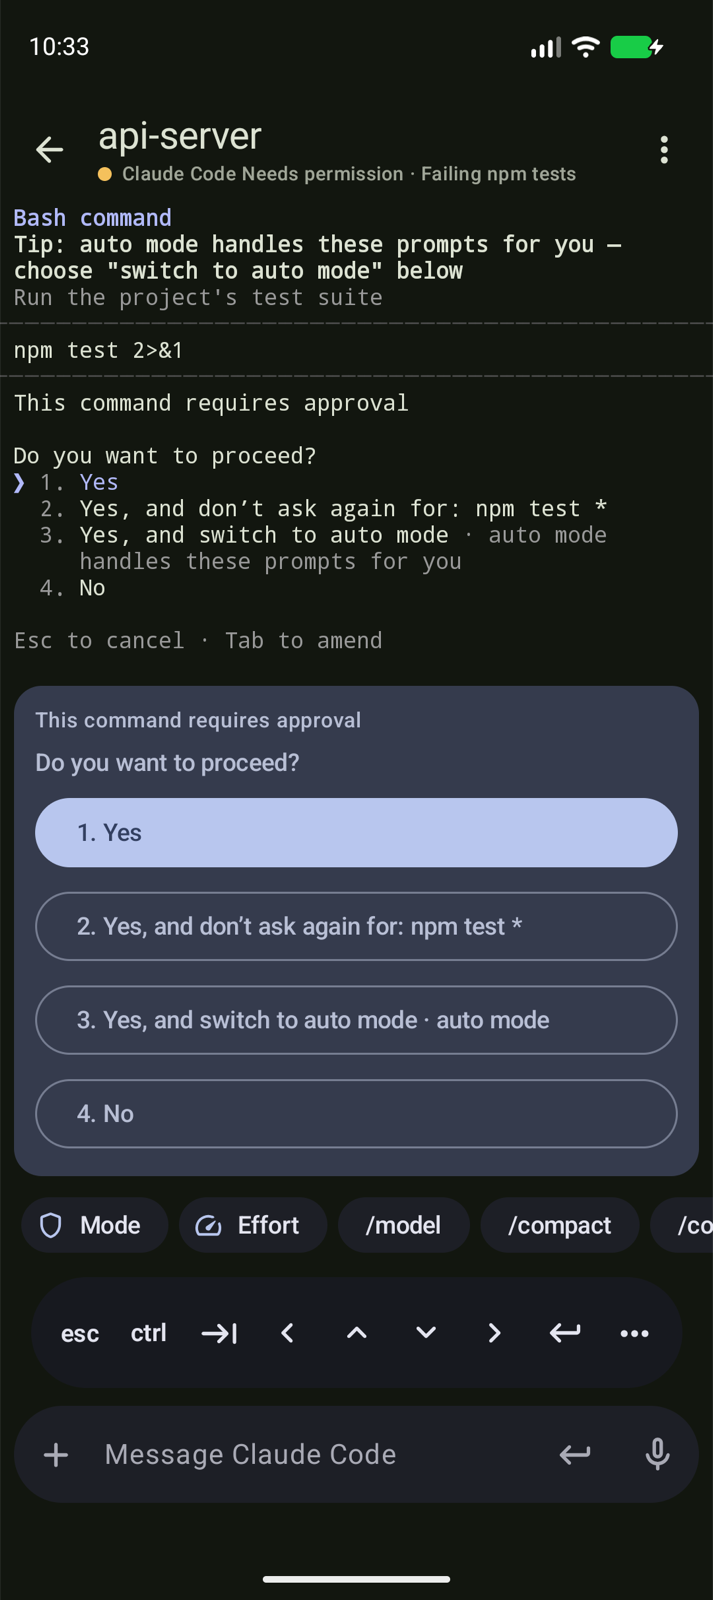 10:33
api-server
Claude Code Needs permission · Failing npm tests
Bash command
Tip: auto mode handles these prompts for you —
choose "switch to auto mode" below
Run the project's test suite
npm test 2>&1
This command requires approval
Do you want to proceed?
❯ 1. Yes
2. Yes, and don’t ask again for: npm test *
3. Yes, and switch to auto mode · auto mode
handles these prompts for you
4. No
Esc to cancel · Tab to amend
This command requires approval
Do you want to proceed?
1. Yes
2. Yes, and don’t ask again for: npm test *
3. Yes, and switch to auto mode · auto mode
4. No
Mode Effort /model /compact /co
esc ctrl
Message Claude Code